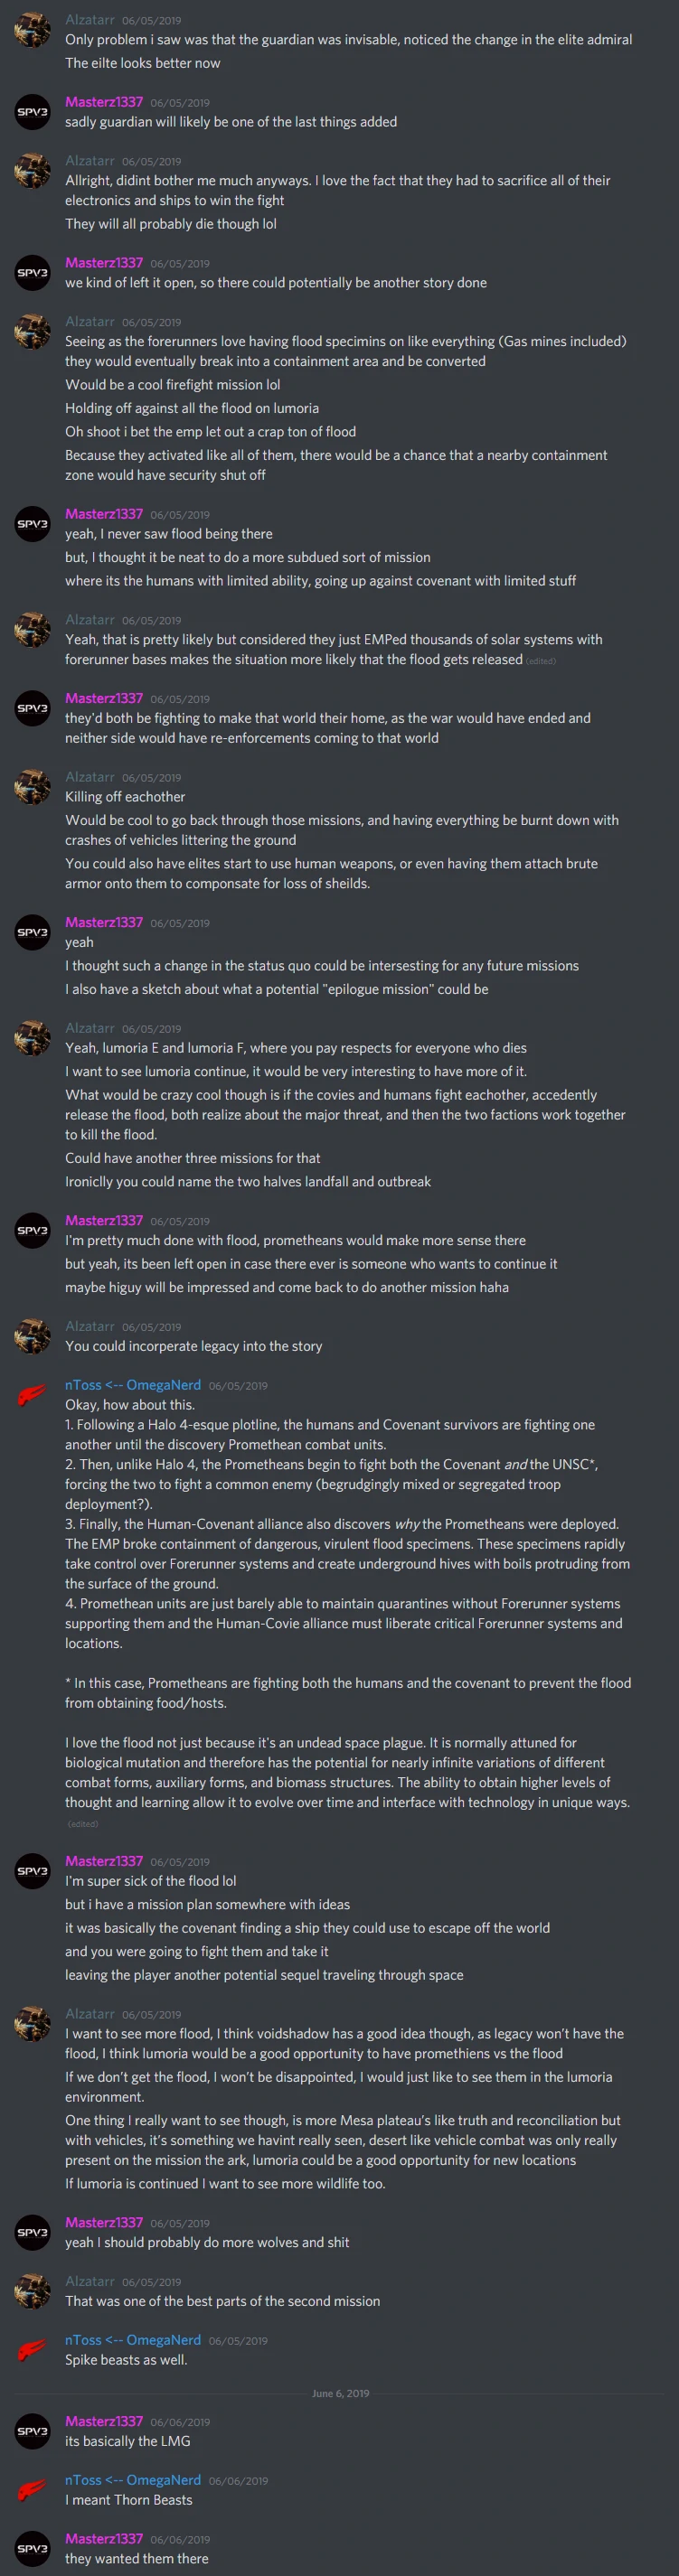 Alzatarr 06/05/2019
Only problem i saw was that the guardian was invisable, noticed the change in the elite admiral
The eilte looks better now
SPV3
Masterz1337 06/05/2019
sadly guardian will likely be one of the last things added
Alzatarr 06/05/2019
Allright, didint bother me much anyways. I love the fact that they had to sacrifice all of their
electronics and ships to win the fight
They will all probably die though lol
SPV3
Masterz1337 06/05/2019
we kind of left it open, so there could potentially be another story done
Alzatarr 06/05/2019
Seeing as the forerunners love having flood specimins on like everything (Gas mines included)
they would eventually break into a containment area and be converted
Would be a cool firefight mission lol
Holding off against all the flood on lumoria
Oh shoot i bet the emp let out a crap ton of flood
Because they activated like all of them, there would be a chance that a nearby containment
zone would have security shut off
SPV3
Masterz1337 06/05/2019
yeah, I never saw flood being there
but, I thought it be neat to do a more subdued sort of mission
where its the humans with limited ability, going up against covenant with limited stuff
Alzatarr 06/05/2019
Yeah, that is pretty likely but considered they just EMPed thousands of solar systems with
forerunner bases makes the situation more likely that the flood gets released (edited)
SPV3
Masterz1337 06/05/2019
they'd both be fighting to make that world their home, as the war would have ended and
neither side would have re-enforcements coming to that world
Alzatarr 06/05/2019
Killing off eachother
Would be cool to go back through those missions, and having everything be burnt down with
crashes of vehicles littering the ground
You could also have elites start to use human weapons, or even having them attach brute
armor onto them to componsate for loss of sheilds.
SPV3
Masterz1337 06/05/2019
yeah
I thought such a change in the status quo could be intersesting for any future missions
I also have a sketch about what a potential "epilogue mission" could be
Alzatarr 06/05/2019
Yeah, lumoria E and lumoria F, where you pay respects for everyone who dies
I want to see lumoria continue, it would be very interesting to have more of it.
What would be crazy cool though is if the covies and humans fight eachother, accedently
release the flood, both realize about the major threat, and then the two factions work together
to kill the flood.
Could have another three missions for that
Ironiclly you could name the two halves landfall and outbreak
SPV3
Masterz1337 06/05/2019
I'm pretty much done with flood, prometheans would make more sense there
but yeah, its been left open in case there ever is someone who wants to continue it
maybe higuy will be impressed and come back to do another mission haha
Alzatarr 06/05/2019
You could incorperate legacy into the story
nToss <-- OmegaNerd 06/05/2019
Okay, how about this.
1. Following a Halo 4-esque plotline, the humans and Covenant survivors are fighting one
another until the discovery Promethean combat units.
2. Then, unlike Halo 4, the Prometheans begin to fight both the Covenant and the UNSC*,
forcing the two to fight a common enemy (begrudgingly mixed or segregated troop
deployment?).
3. Finally, the Human-Covenant alliance also discovers why the Prometheans were deployed.
The EMP broke containment of dangerous, virulent flood specimens. These specimens rapidly
take control over Forerunner systems and create underground hives with boils protruding from
the surface of the ground.
4. Promethean units are just barely able to maintain quarantines without Forerunner systems
supporting them and the Human-Covie alliance must liberate critical Forerunner systems and
locations.
* In this case, Prometheans are fighting both the humans and the covenant to prevent the flood
from obtaining food/hosts.
I love the flood not just because it's an undead space plague. It is normally attuned for
biological mutation and therefore has the potential for nearly infinite variations of different
combat forms, auxiliary forms, and biomass structures. The ability to obtain higher levels of
thought and learning allow it to evolve over time and interface with technology in unique ways.
(edited)
SPV3
Masterz1337 06/05/2019
I'm super sick of the flood lol
but i have a mission plan somewhere with ideas
it was basically the covenant finding a ship they could use to escape off the world
and you were going to fight them and take it
leaving the player another potential sequel traveling through space
Alzatarr 06/05/2019
I want to see more flood, I think voidshadow has a good idea though, as legacy won't have the
flood, I think lumoria would be a good opportunity to have promethiens vs the flood
If we don't get the flood, I won't be disappointed, I would just like to see them in the lumoria
environment.
One thing I really want to see though, is more Mesa plateau's like truth and reconciliation but
with vehicles, it's something we havint really seen, desert like vehicle combat was only really
present on the mission the ark, lumoria could be a good opportunity for new locations
If lumoria is continued I want to see more wildlife too.
SPV3
Masterz1337 06/05/2019
yeah I should probably do more wolves and shit
Alzatarr 06/05/2019
That was one of the best parts of the second mission
nToss <-- OmegaNerd 06/05/2019
Spike beasts as well.
June 6, 2019
SPV3
Masterz1337 06/06/2019
its basically the LMG
nToss <-- OmegaNerd 06/06/2019
I meant Thorn Beasts
SPV3
Masterz1337 06/06/2019
they wanted them there